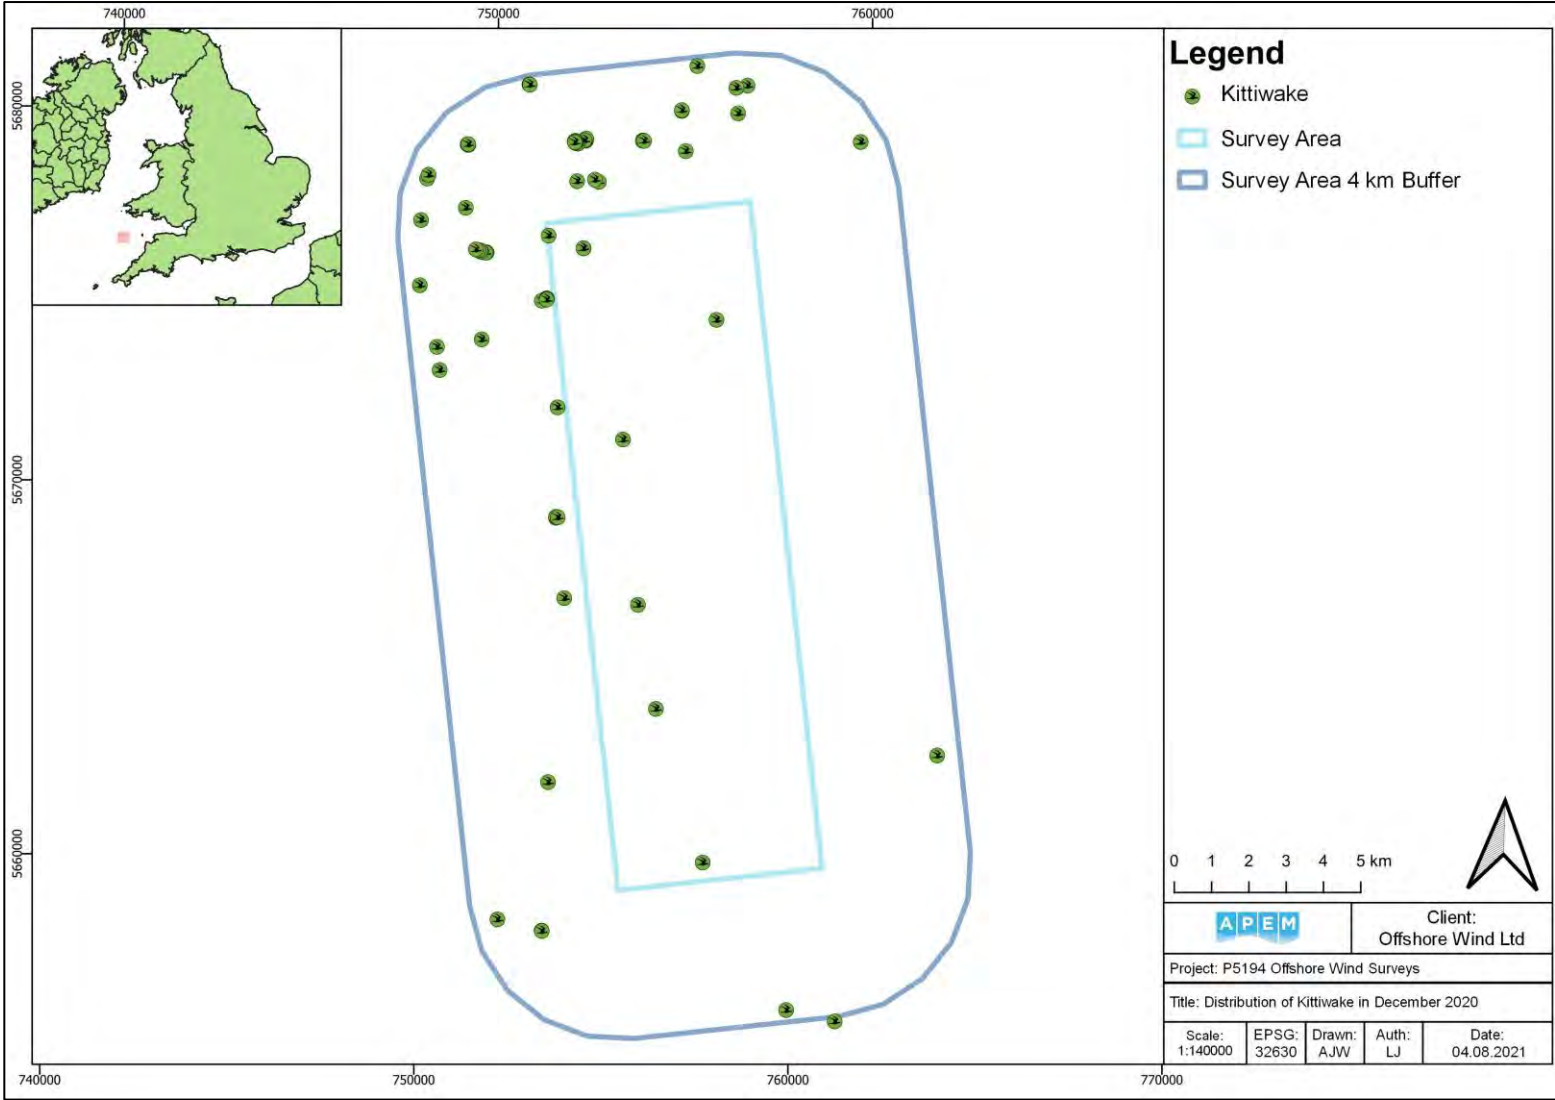 740000
750000
760000
5680000
5670000
5660000
740000
750000
760000
770000
Legend
Kittiwake
Survey Area
Survey Area 4 km Buffer
0 1 2 3 4 5 km
APEM
Client:
Offshore Wind Ltd
Project: P5194 Offshore Wind Surveys
Title: Distribution of Kittiwake in December 2020
Scale:
1:140000
EPSG:
32630
Drawn:
AJW
Auth:
LJ
Date:
04.08.2021